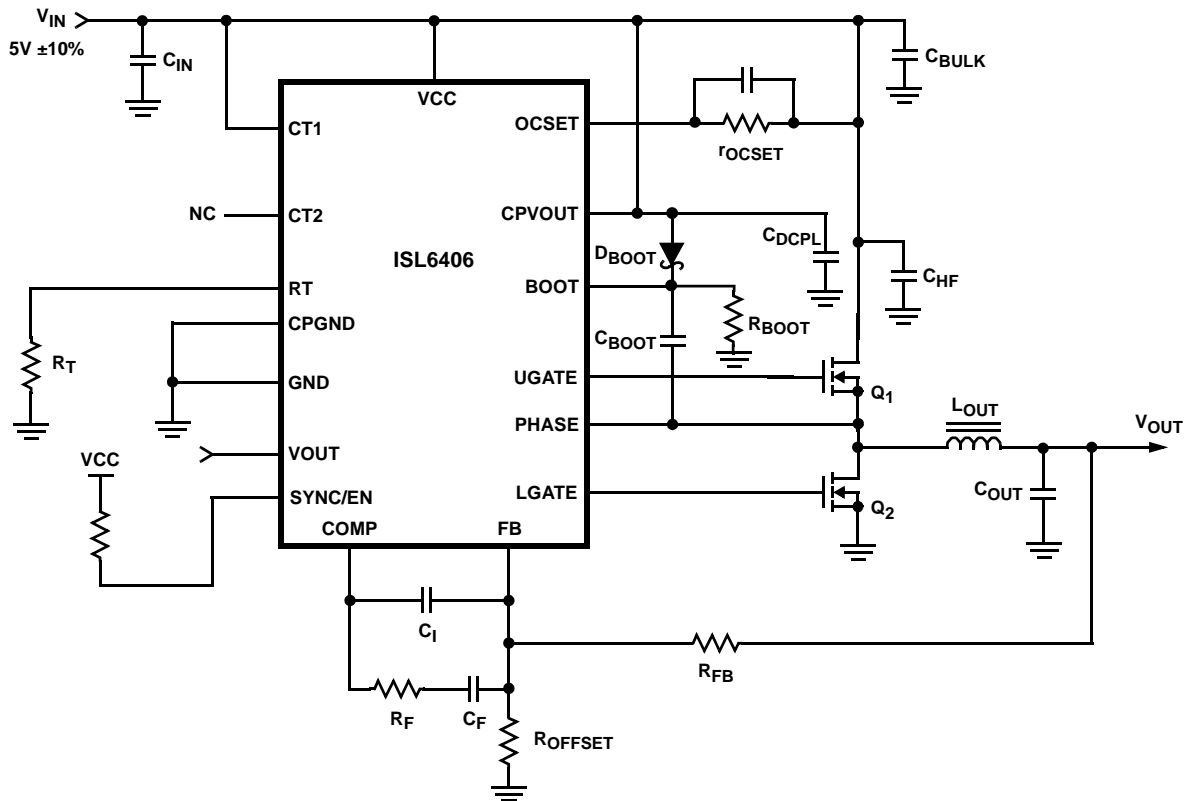 VIN
5V ±10%
CIN
CBULK
VCC
CT1
OCSET
rOCSET
NC
CT2
CPVOUT
DBOOT
CDCPL
ISL6406
CHF
RT
BOOT
RBOOT
CPGND
CBOOT
RT
GND
UGATE
Q1
LOUT
VOUT
PHASE
VCC
VOUT
COUT
SYNC/EN
LGATE
Q2
COMP
FB
CI
RFB
RF
CF
ROFFSET